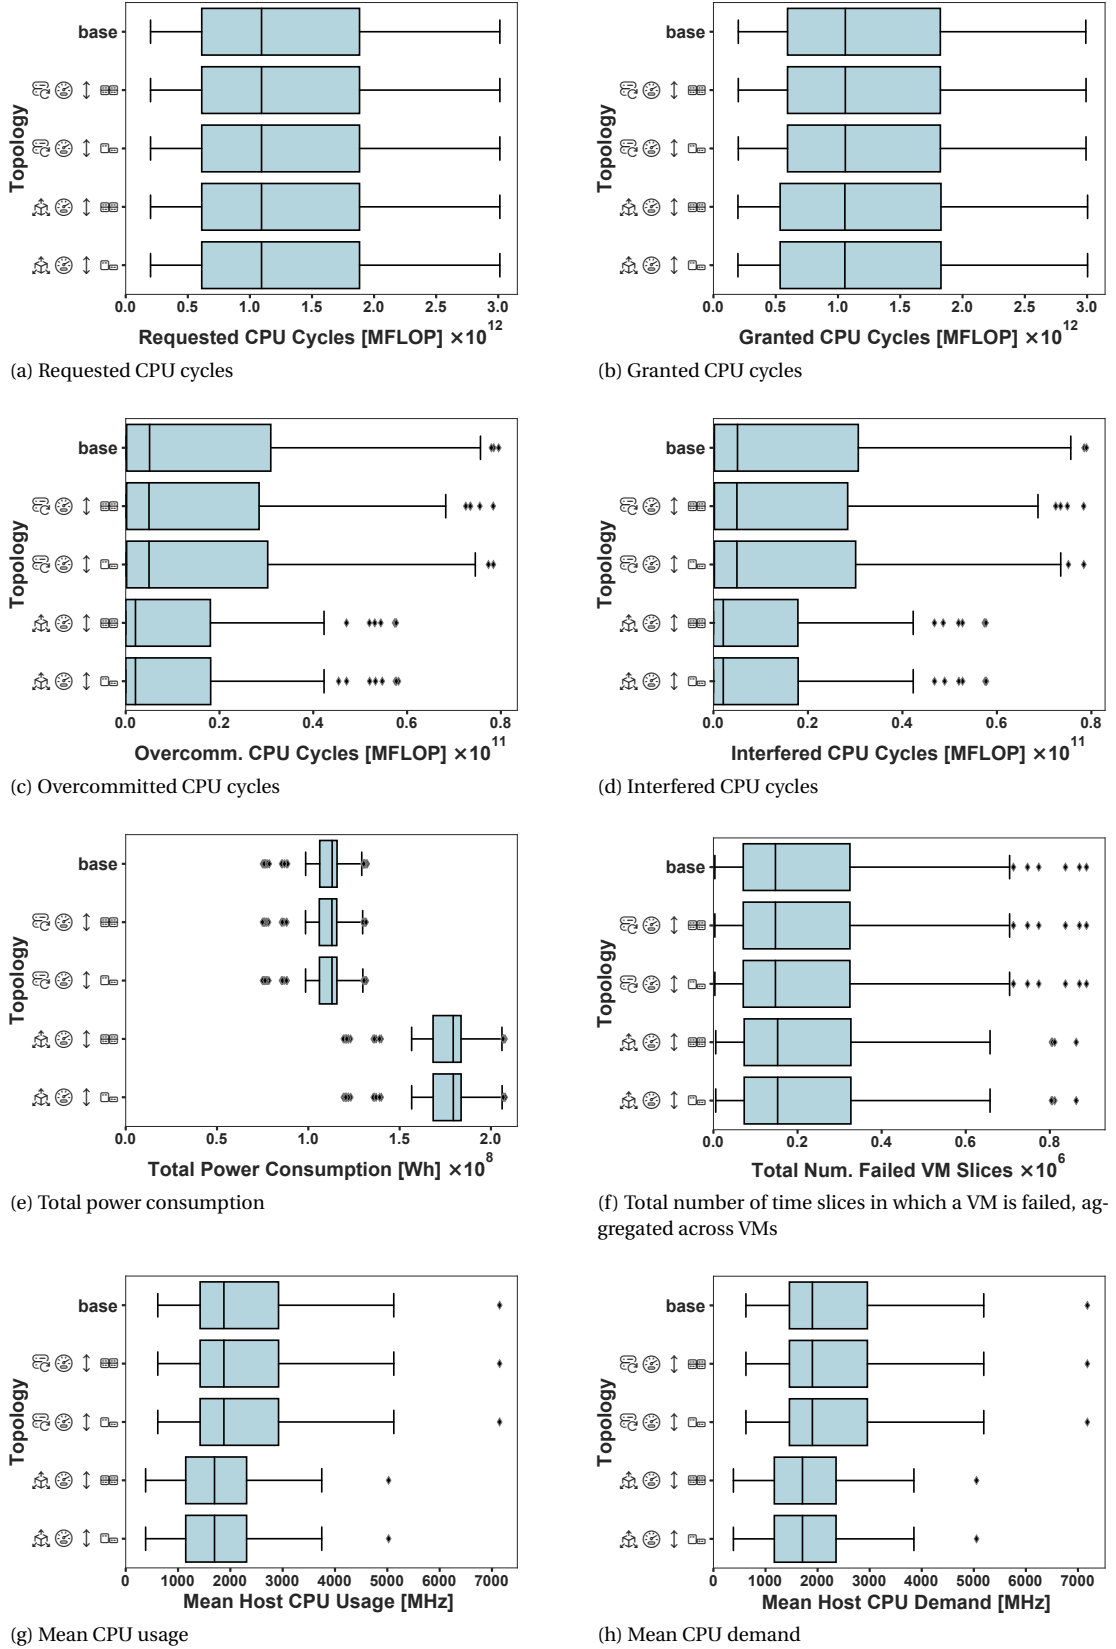 base
Topology
0.0 0.5 1.0 1.5 2.0 2.5 3.0
Requested CPU Cycles [MFLOP] ×10^12
(a) Requested CPU cycles
base
Topology
0.0 0.5 1.0 1.5 2.0 2.5 3.0
Granted CPU Cycles [MFLOP] ×10^12
(b) Granted CPU cycles
base
Topology
0.0 0.2 0.4 0.6 0.8
Overcomm. CPU Cycles [MFLOP] ×10^11
(c) Overcommitted CPU cycles
base
Topology
0.0 0.2 0.4 0.6 0.8
Interfered CPU Cycles [MFLOP] ×10^11
(d) Interfered CPU cycles
base
Topology
0.0 0.5 1.0 1.5 2.0
Total Power Consumption [Wh] ×10^8
(e) Total power consumption
base
Topology
0.0 0.2 0.4 0.6 0.8
Total Num. Failed VM Slices ×10^6
(f) Total number of time slices in which a VM is failed, ag-
gregated across VMs
base
Topology
0 1000 2000 3000 4000 5000 6000 7000
Mean Host CPU Usage [MHz]
(g) Mean CPU usage
base
Topology
0 1000 2000 3000 4000 5000 6000 7000
Mean Host CPU Demand [MHz]
(h) Mean CPU demand